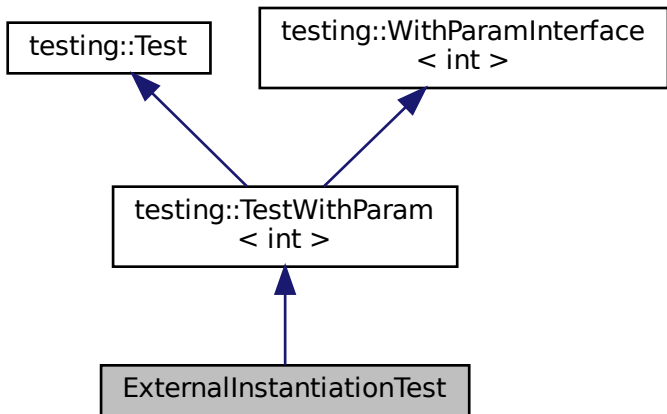 testing::Test
testing::WithParamInterface
< int >
testing::TestWithParam
< int >
ExternalInstantiationTest